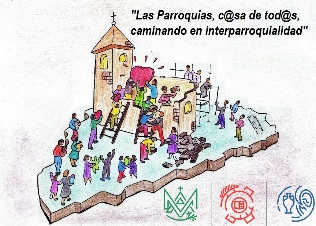 "Las Parroquias, c@sa de tod@s,
caminando en interparroquialidad"